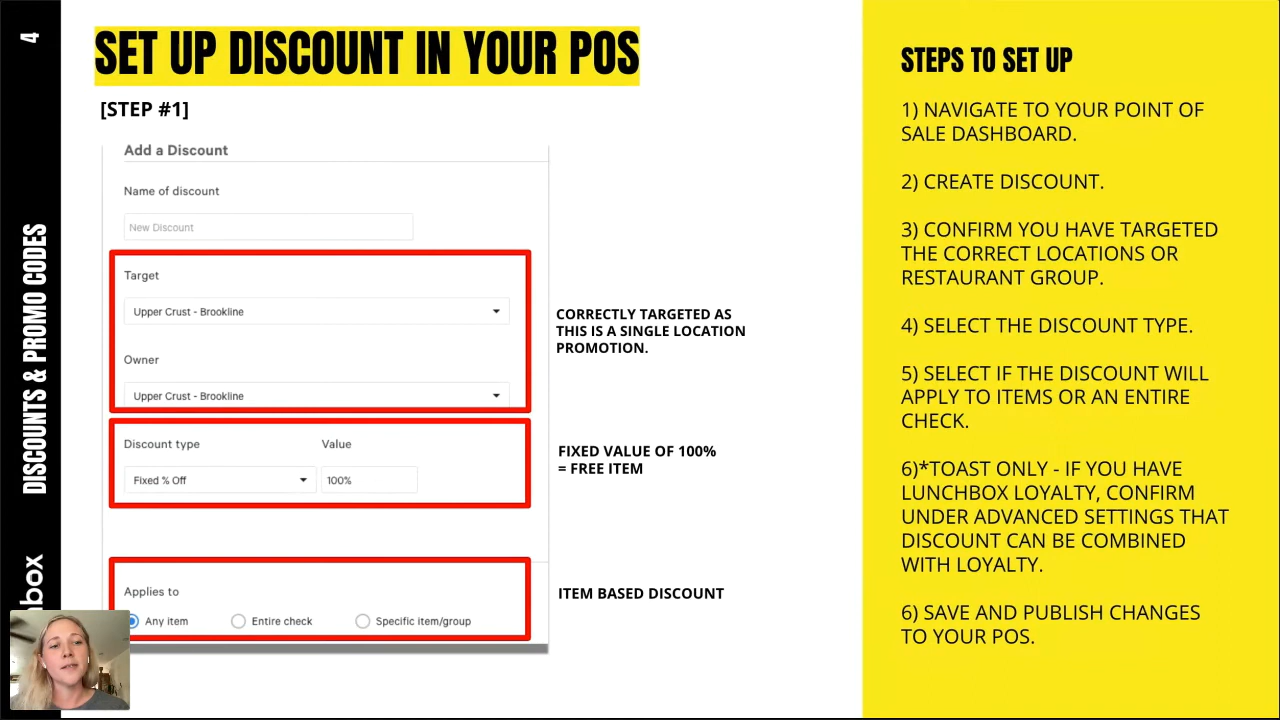 4
DISCOUNTS & PROMO CODES
SET UP DISCOUNT IN YOUR POS
[STEP #1]
Add a Discount
Name of discount
New Discount
Target
Upper Crust - Brookline
Owner
Upper Crust - Brookline
CORRECTLY TARGETED AS
THIS IS A SINGLE LOCATION
PROMOTION.
Discount type
Value
Fixed % Off
100%
FIXED VALUE OF 100%
= FREE ITEM
Applies to
Any item
Entire check
Specific item/group
ITEM BASED DISCOUNT
STEPS TO SET UP
1) NAVIGATE TO YOUR POINT OF
SALE DASHBOARD.
2) CREATE DISCOUNT.
3) CONFIRM YOU HAVE TARGETED
THE CORRECT LOCATIONS OR
RESTAURANT GROUP.
4) SELECT THE DISCOUNT TYPE.
5) SELECT IF THE DISCOUNT WILL
APPLY TO ITEMS OR AN ENTIRE
CHECK.
6)*TOAST ONLY - IF YOU HAVE
LUNCHBOX LOYALTY, CONFIRM
UNDER ADVANCED SETTINGS THAT
DISCOUNT CAN BE COMBINED
WITH LOYALTY.
6) SAVE AND PUBLISH CHANGES
TO YOUR POS.